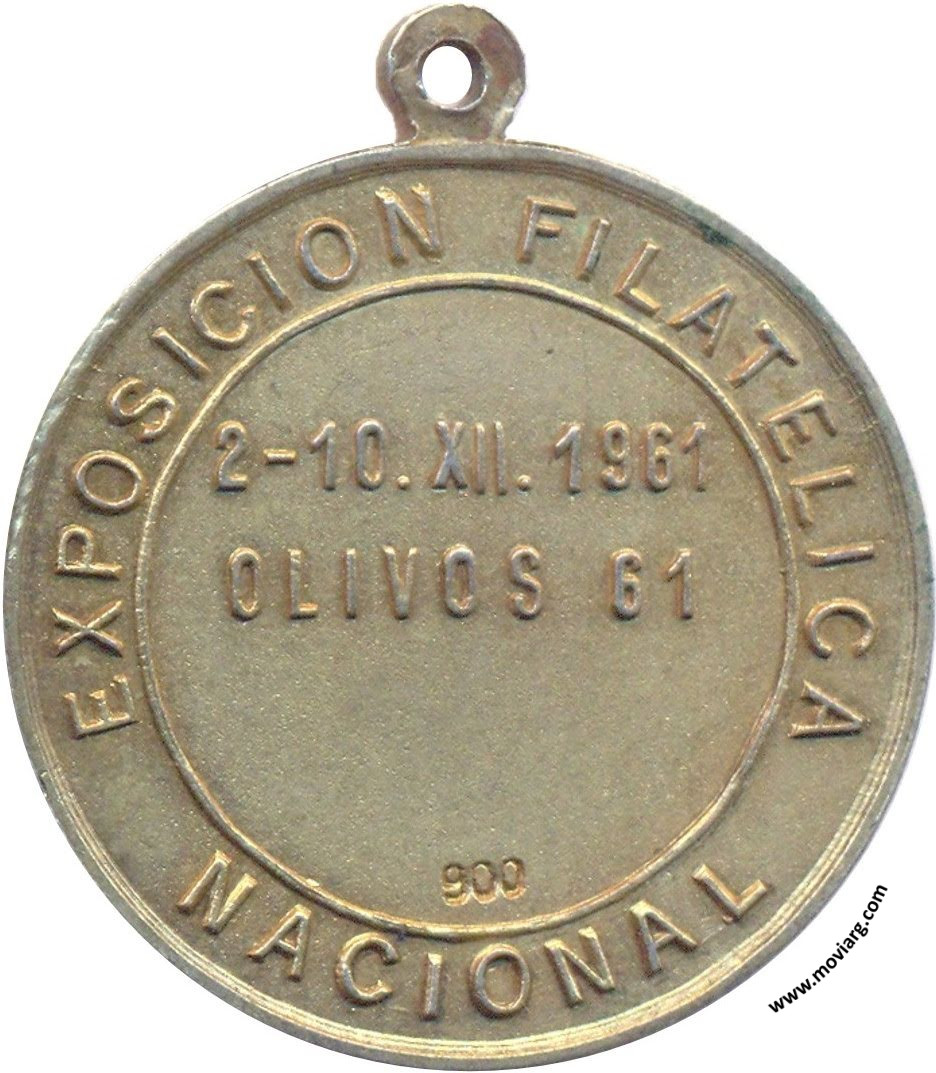 EXPOSICION FILATELICA
2-10. XII. 1961
OLIVOS 61
900
NACIONAL
www.moviarg.com